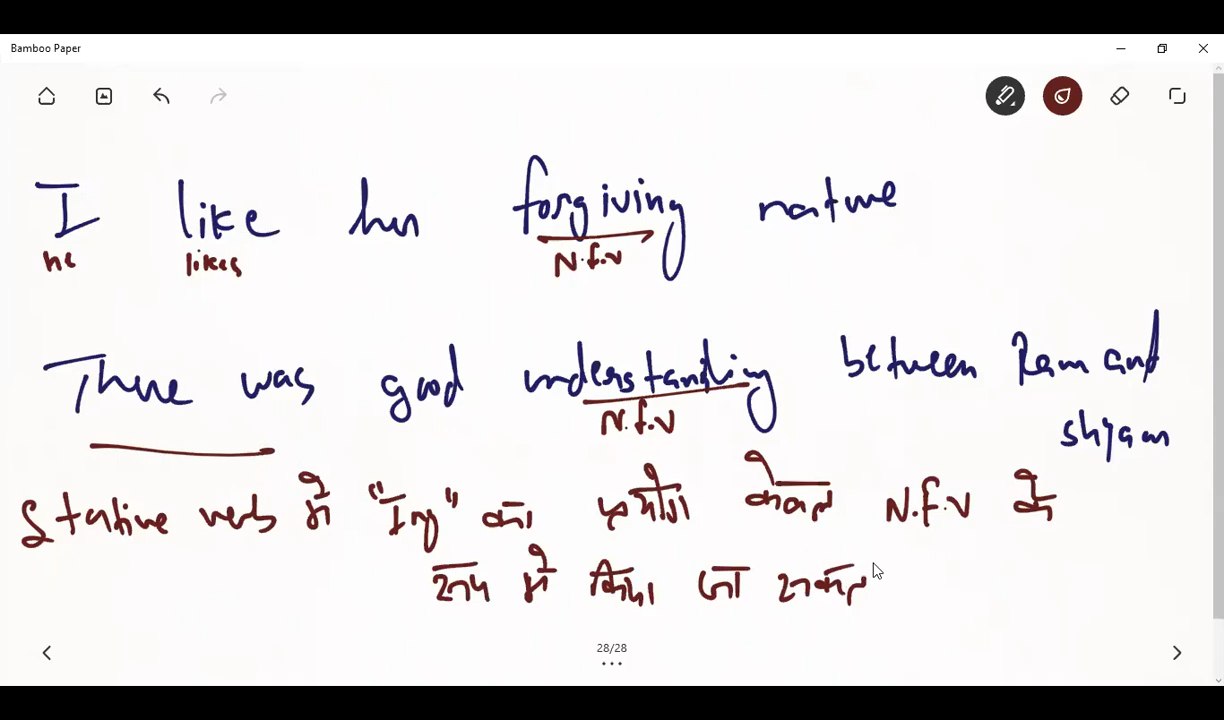 Bamboo Paper
I like her forgiving nature
he likes N.f.v
There was good understanding between Ram and
N.f.v shyam
Stative verb में "Ing" का प्रयोग N.f.v के
रूप में किया जा सकता
28/28